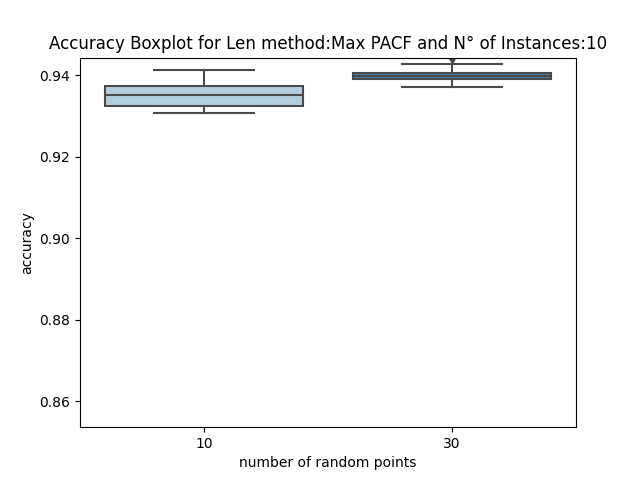 Accuracy Boxplot for Len method:Max PACF and N° of Instances:10
0.94
0.92
0.90
0.88
0.86
accuracy
10
30
number of random points